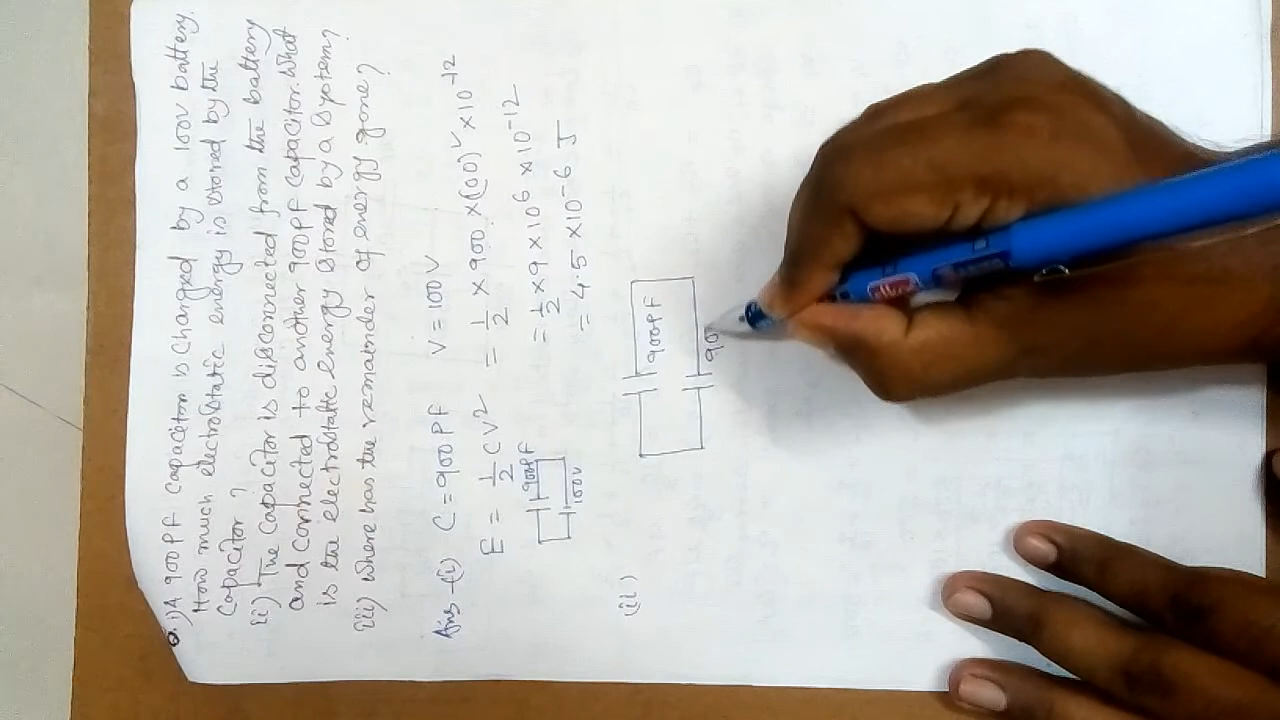 Q. i) A 900 PF Capacitor is charged by a 100V battery.
How much electrostatic energy is stored by the
Capacitor ?
ii) The Capacitor is disconnected from the battery
and connected to another 900PF Capacitor. What
is the electrostatic energy stored by a system?
iii) Where has the remainder of energy gone?
Ans - (i) C = 900 PF V = 100 V
E = 1/2 CV² = 1/2 × 900 × (100)² × 10⁻¹²
= 1/2 × 9 × 10⁶ × 10⁻¹²
= 4.5 × 10⁻⁶ J
900PF
100V
(ii)
900PF
90